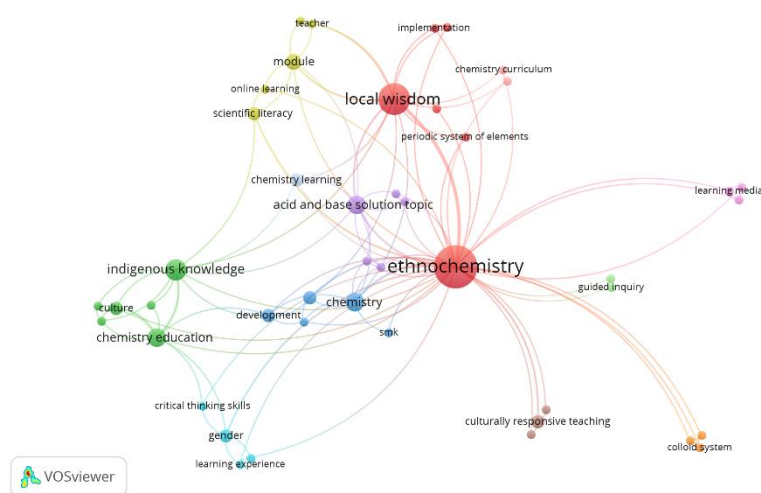 teacher
implementation
module
chemistry curriculum
online learning
local wisdom
scientific literacy
periodic system of elements
chemistry learning
learning media
acid and base solution topic
indigenous knowledge
ethnochemistry
guided inquiry
culture
chemistry
development
chemistry education
smk
critical thinking skills
culturally responsive teaching
gender
colloid system
learning experience
VOSviewer